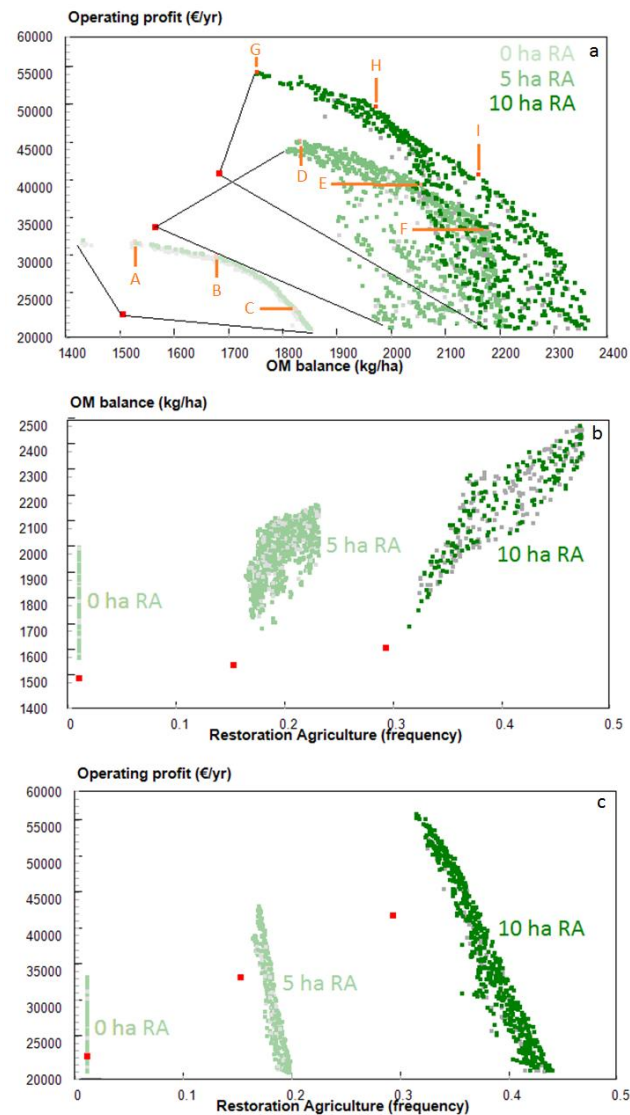 Operating profit (€/yr)
60000
55000
50000
45000
40000
35000
30000
25000
20000
a
0 ha RA
5 ha RA
10 ha RA
G
H
I
D
E
F
A
B
C
1400
1500
1600
1700
1800
1900
2000
2100
2200
2300
2400
OM balance (kg/ha)
OM balance (kg/ha)
2500
2400
2300
2200
2100
2000
1900
1800
1700
1600
1500
1400
b
0 ha RA
5 ha RA
10 ha RA
0
0.1
0.2
0.3
0.4
0.5
Restoration Agriculture (frequency)
Operating profit (€/yr)
60000
55000
50000
45000
40000
35000
30000
25000
20000
c
0 ha RA
5 ha RA
10 ha RA
0
0.1
0.2
0.3
0.4
0.5
Restoration Agriculture (frequency)